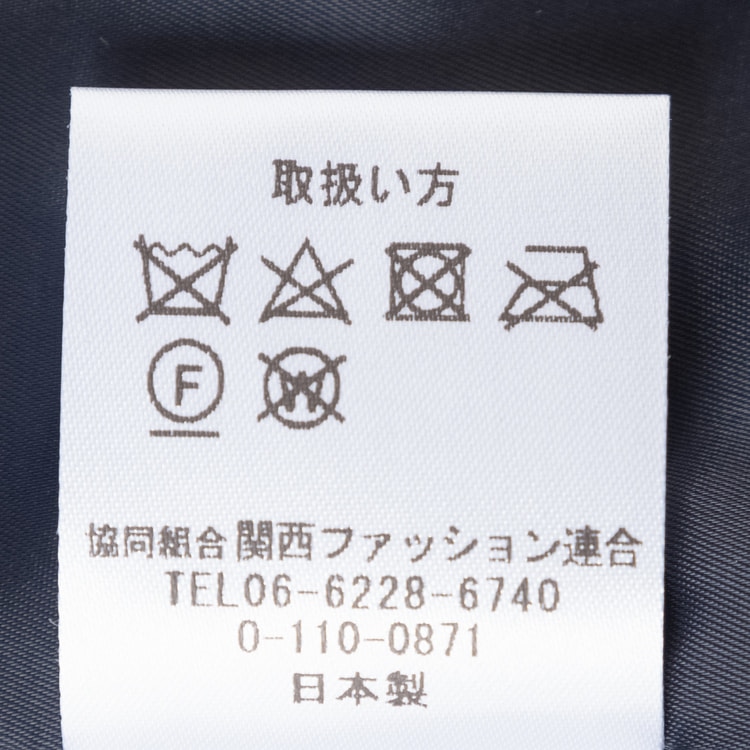 取扱い方
F W
協同組合関西ファッション連合
TEL06-6228-6740
0-110-0871
日本製